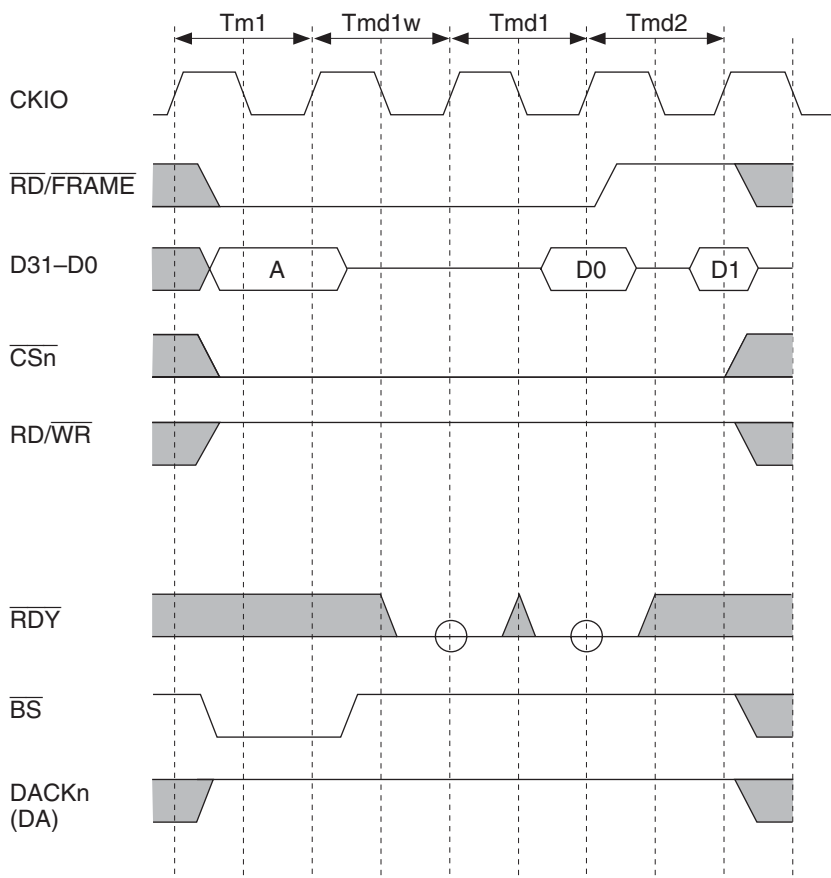 Tm1 Tmd1w Tmd1 Tmd2
CKIO
RD/FRAME
D31–D0 A D0 D1
CSn
RD/WR
RDY
BS
DACKn
(DA)